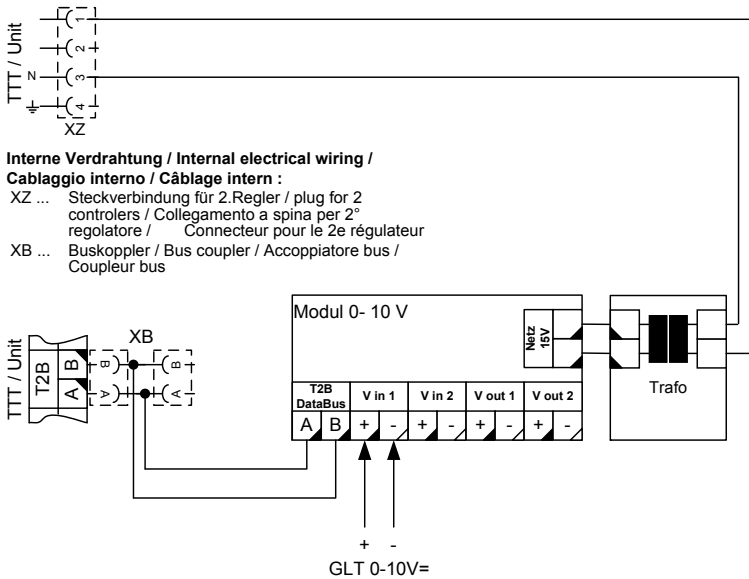 TTT / Unit
1
2
N 3
4
XZ
Interne Verdrahtung / Internal electrical wiring /
Cablaggio interno / Câblage intern :
XZ ... Steckverbindung für 2.Regler / plug for 2
controlers / Collegamento a spina per 2°
regolatore / Connecteur pour le 2e régulateur
XB ... Buskoppler / Bus coupler / Accoppiatore bus /
Coupleur bus
TTT / Unit
T2B
B
A
XB
B B
A A
Modul 0- 10 V
Netz
15V
Trafo
T2B
DataBus
V in 1 V in 2 V out 1 V out 2
A B + - + - + - + -
+ -
GLT 0-10V=